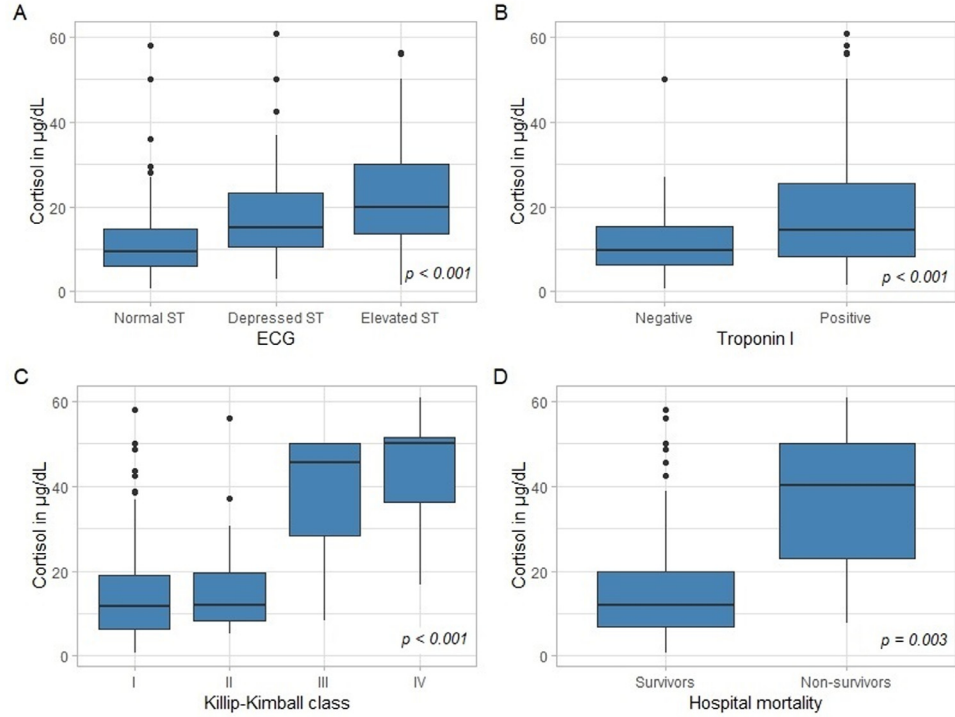 A
Cortisol in µg/dL
60
40
20
0
p < 0.001
Normal ST Depressed ST Elevated ST
ECG
B
Cortisol in µg/dL
60
40
20
0
p < 0.001
Negative Positive
Troponin I
C
Cortisol in µg/dL
60
40
20
0
p < 0.001
I II III IV
Killip-Kimball class
D
Cortisol in µg/dL
60
40
20
0
p = 0.003
Survivors Non-survivors
Hospital mortality